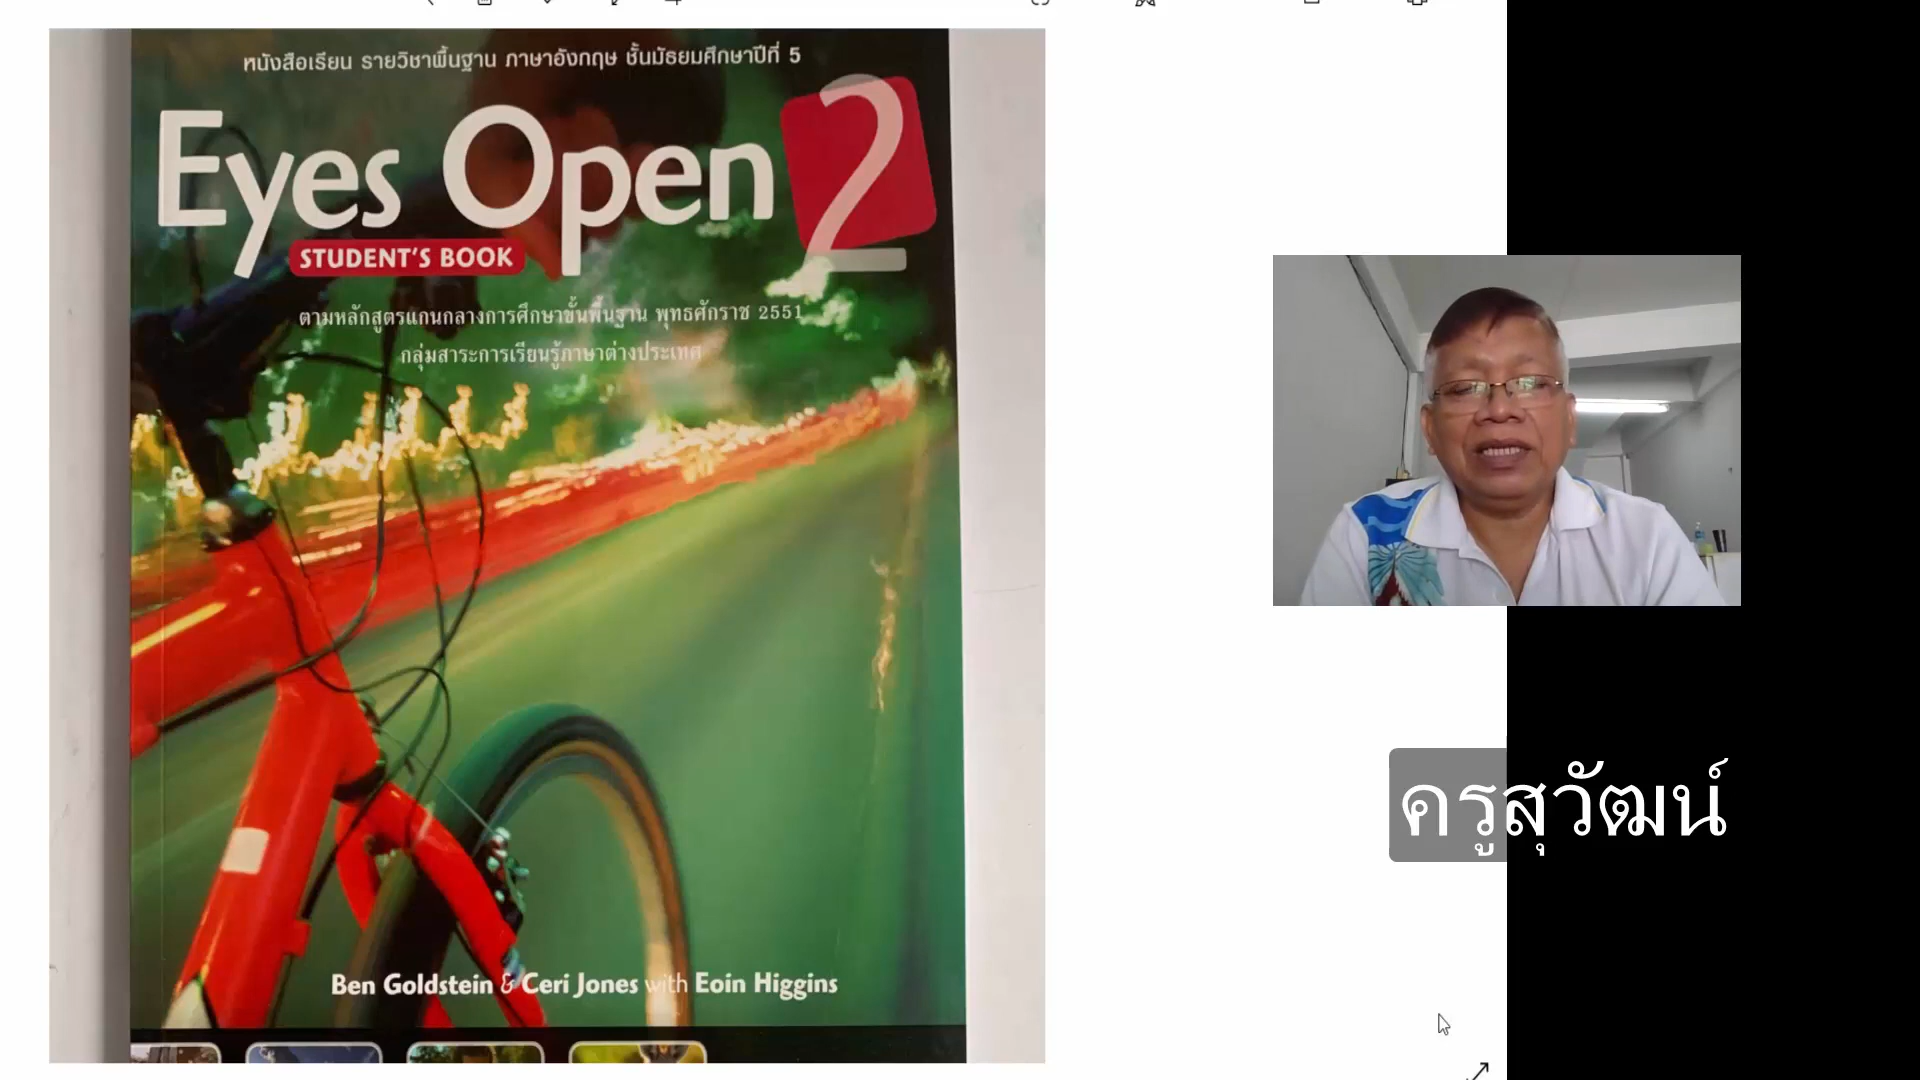 หนังสือเรียน รายวิชาพื้นฐาน ภาษาอังกฤษ ชั้นมัธยมศึกษาปีที่ 5
Eyes Open 2
STUDENT'S BOOK
ตามหลักสูตรแกนกลางการศึกษาขั้นพื้นฐาน พุทธศักราช 2551
กลุ่มสาระการเรียนรู้ภาษาต่างประเทศ
Ben Goldstein & Ceri Jones with Eoin Higgins
ครูสุวัฒน์